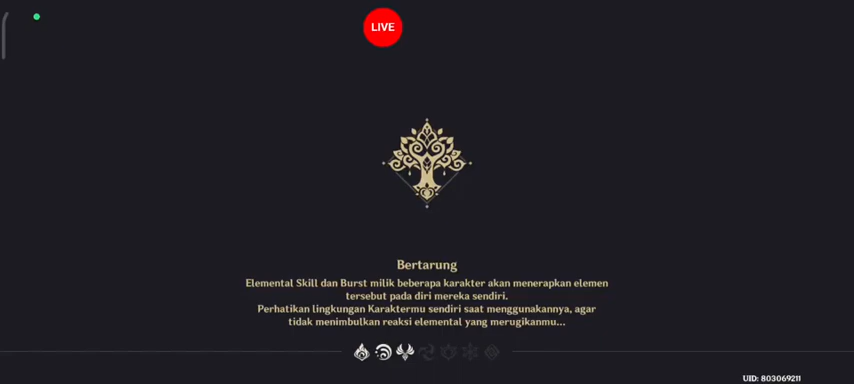 LIVE
Bertarung
Elemental Skill dan Burst milik beberapa karakter akan menerapkan elemen
tersebut pada diri mereka sendiri.
Perhatikan lingkungan Karaktermu sendiri saat menggunakannya, agar
tidak menimbulkan reaksi elemental yang merugikanmu...
UID: 803069211